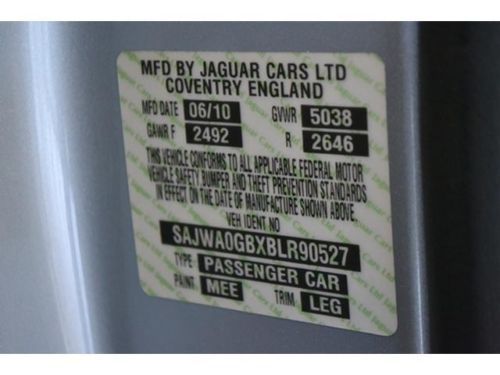 MFD BY JAGUAR CARS LTD
COVENTRY ENGLAND
MFD DATE 06/10 GVWR 5038
GAWR F 2492 R 2646
THIS VEHICLE CONFORMS TO ALL APPLICABLE FEDERAL MOTOR
VEHICLE SAFETY BUMPER AND THEFT PREVENTION STANDARDS
IN EFFECT ON THE DATE OF MANUFACTURE SHOWN ABOVE.
VEH IDENT NO
SAJWA0GBXBLR90527
TYPE PASSENGER CAR
PAINT MEE TRIM LEG